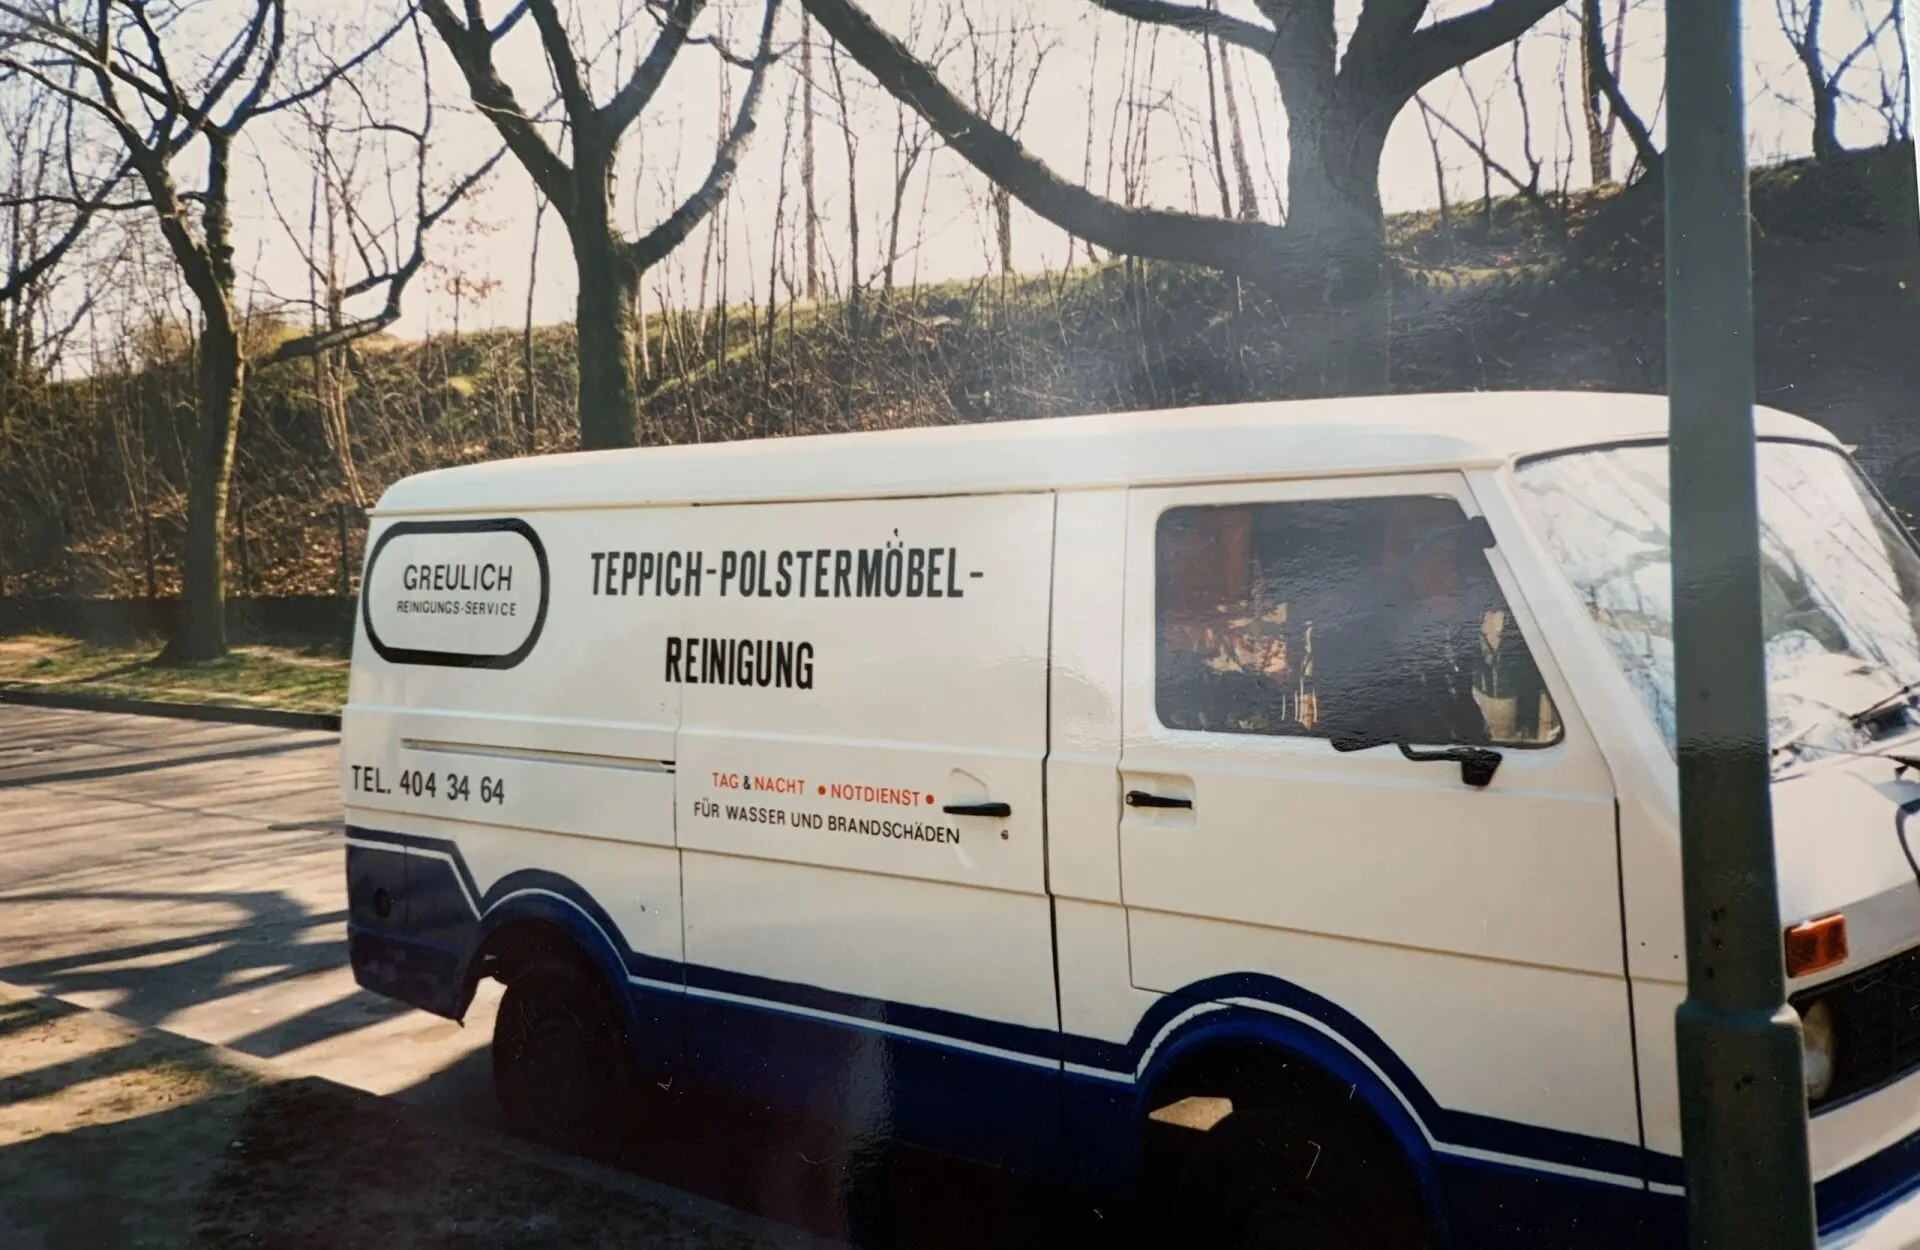 GREULICH
REINIGUNGS-SERVICE
TEPPICH-POLSTERMÖBEL-
REINIGUNG
TEL. 404 34 64
TAG & NACHT • NOTDIENST •
FÜR WASSER UND BRANDSCHÄDEN